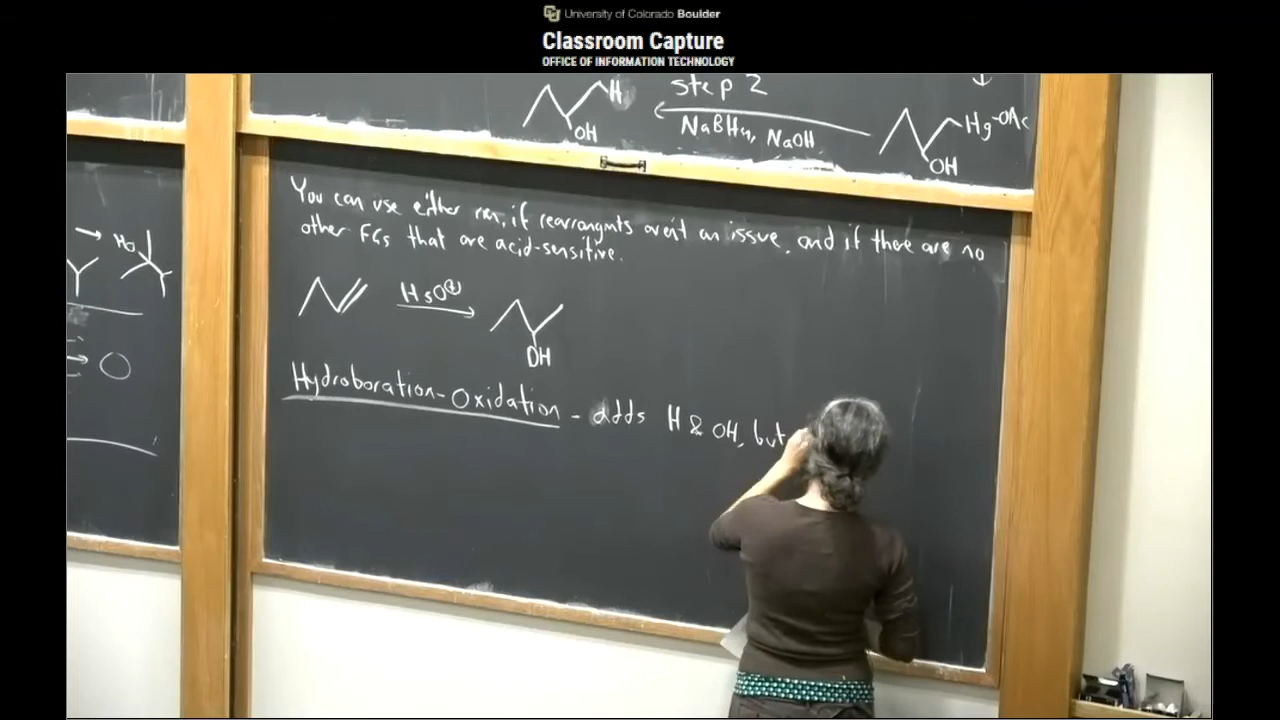 University of Colorado Boulder
Classroom Capture
OFFICE OF INFORMATION TECHNOLOGY
H
OH
step 2
NaBH4, NaOH
Hg-OAc
OH
You can use either rxn, if rearrangmts aren't an issue, and if there are no
other FGs that are acid-sensitive.
HO
H3O⊕
OH
Hydroboration-Oxidation - adds H & OH, but